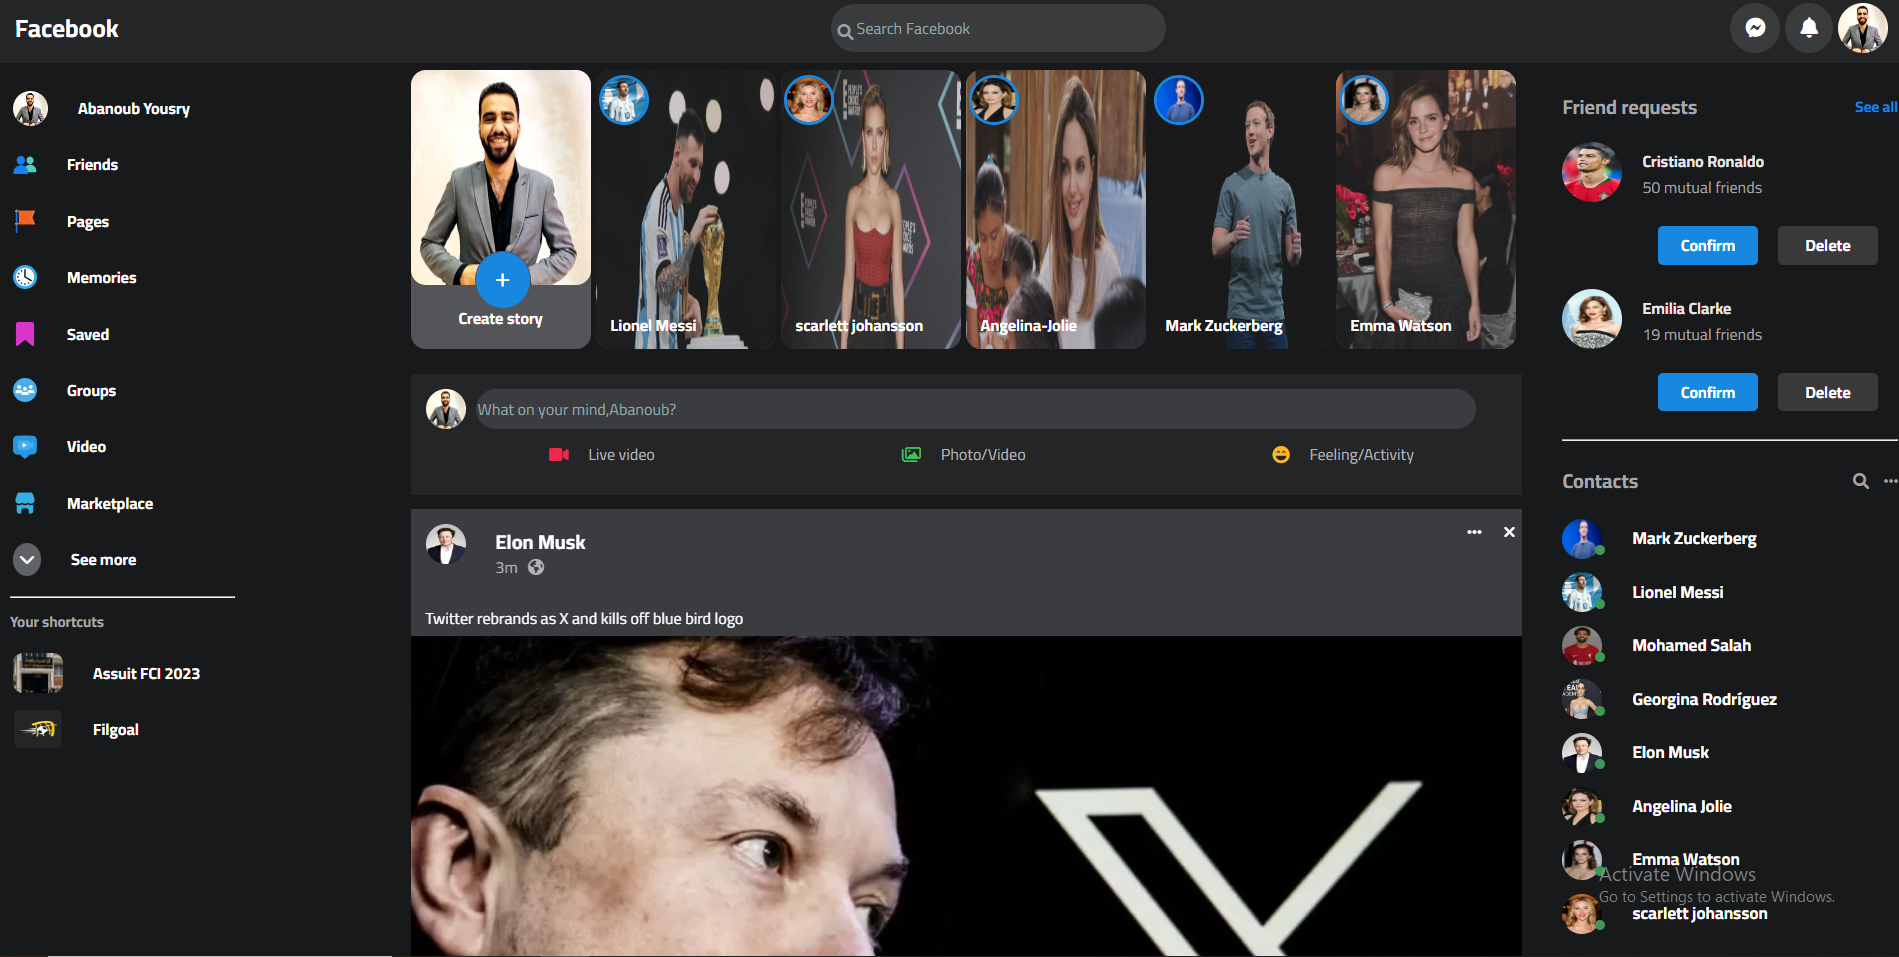 Facebook
Search Facebook
Abanoub Yousry
Friends
Pages
Memories
Saved
Groups
Video
Marketplace
See more
Your shortcuts
Assuit FCI 2023
Filgoal
Create story
Lionel Messi
scarlett johansson
Angelina-Jolie
Mark Zuckerberg
Emma Watson
What on your mind,Abanoub?
Live video
Photo/Video
Feeling/Activity
Elon Musk
3m
Twitter rebrands as X and kills off blue bird logo
X
Friend requests
See all
Cristiano Ronaldo
50 mutual friends
Confirm
Delete
Emilia Clarke
19 mutual friends
Confirm
Delete
Contacts
Mark Zuckerberg
Lionel Messi
Mohamed Salah
Georgina Rodríguez
Elon Musk
Angelina Jolie
Emma Watson
Activate Windows
Go to Settings to activate Windows.
scarlett johansson